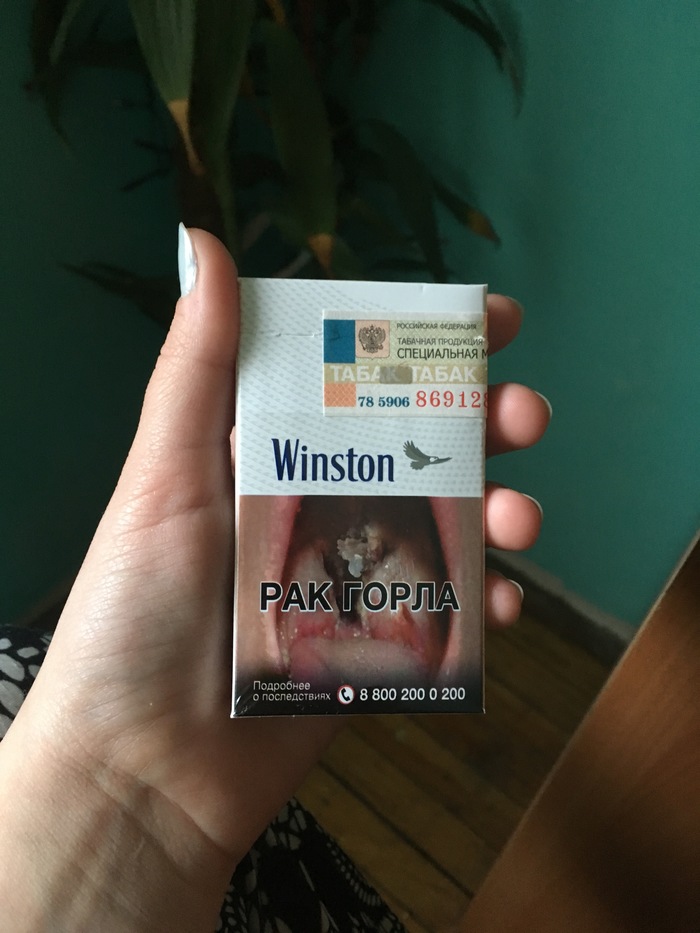 РОССИЙСКАЯ ФЕДЕРАЦИЯ
ТАБАЧНАЯ ПРОДУКЦИЯ
СПЕЦИАЛЬНАЯ М
ТАБАК ТАБАК
78 5906 869128
Winston
РАК ГОРЛА
Подробнее
о последствиях 8 800 200 0 200